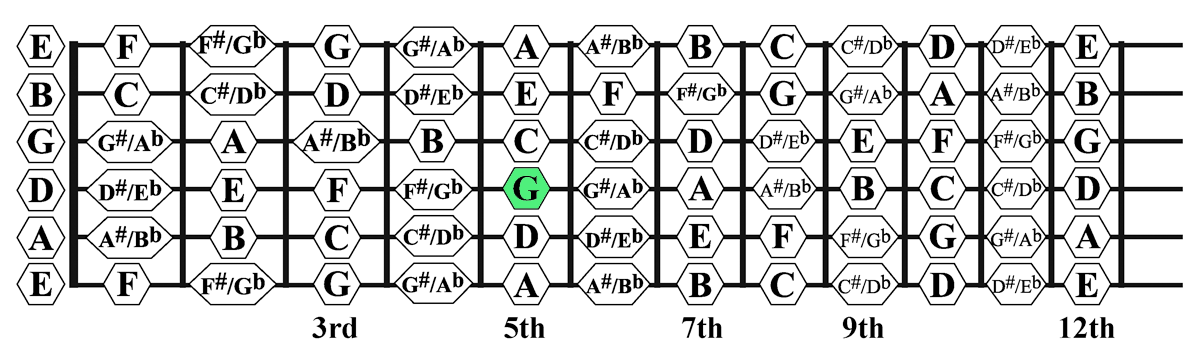 E F F#/Gb G G#/Ab A A#/Bb B C C#/Db D D#/Eb E
B C C#/Db D D#/Eb E F F#/Gb G G#/Ab A A#/Bb B
G G#/Ab A A#/Bb B C C#/Db D D#/Eb E F F#/Gb G
D D#/Eb E F F#/Gb G G#/Ab A A#/Bb B C C#/Db D
A A#/Bb B C C#/Db D D#/Eb E F F#/Gb G G#/Ab A
E F F#/Gb G G#/Ab A A#/Bb B C C#/Db D D#/Eb E
3rd 5th 7th 9th 12th